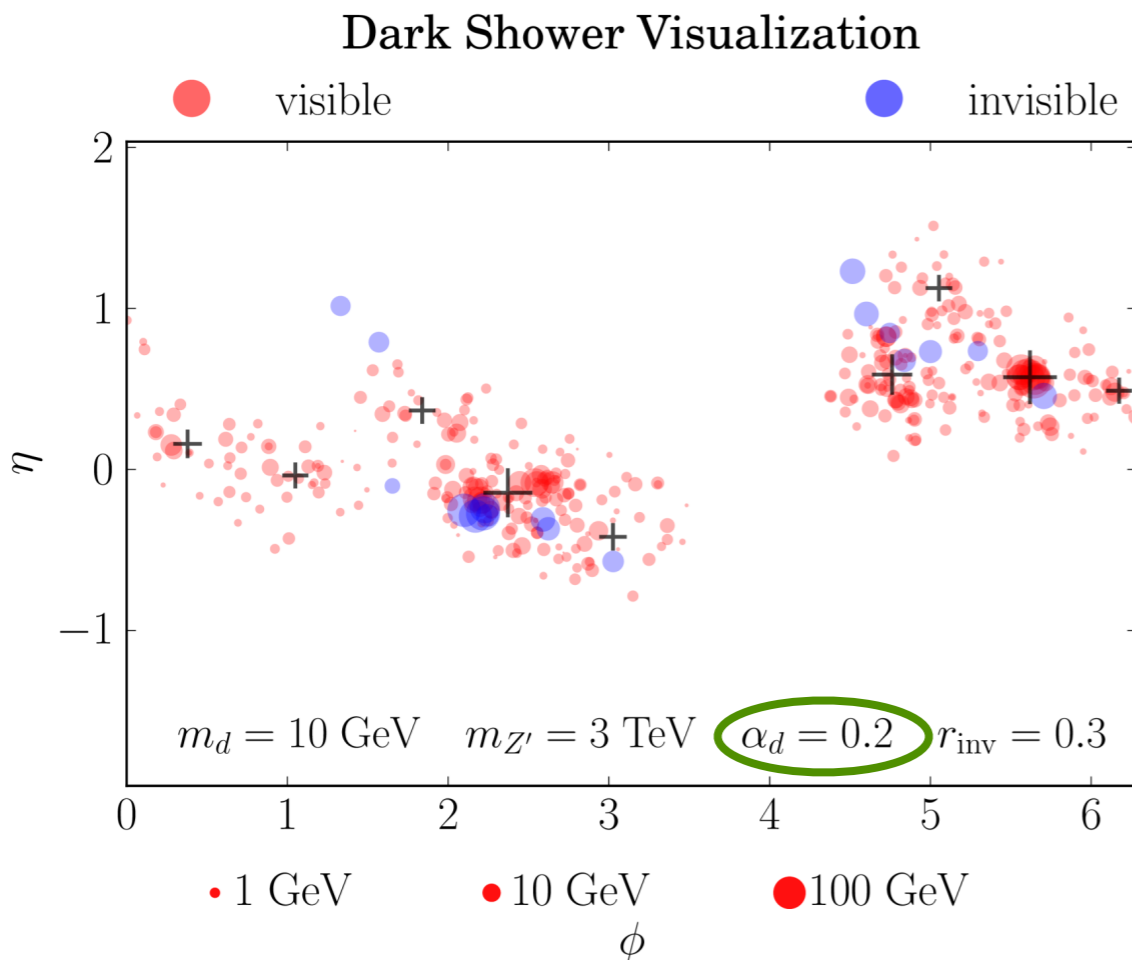 Dark Shower Visualization
visible invisible
2
1
0
−1
η
m_d = 10 GeV m_{Z′} = 3 TeV α_d = 0.2 r_inv = 0.3
0 1 2 3 4 5 6
1 GeV 10 GeV 100 GeV
ϕ